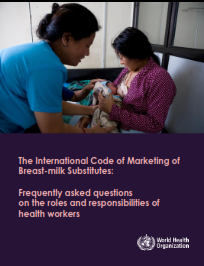 The International Code of Marketing of
Breast-milk Substitutes:
Frequently asked questions
on the roles and responsibilities of
health workers
World Health
Organization